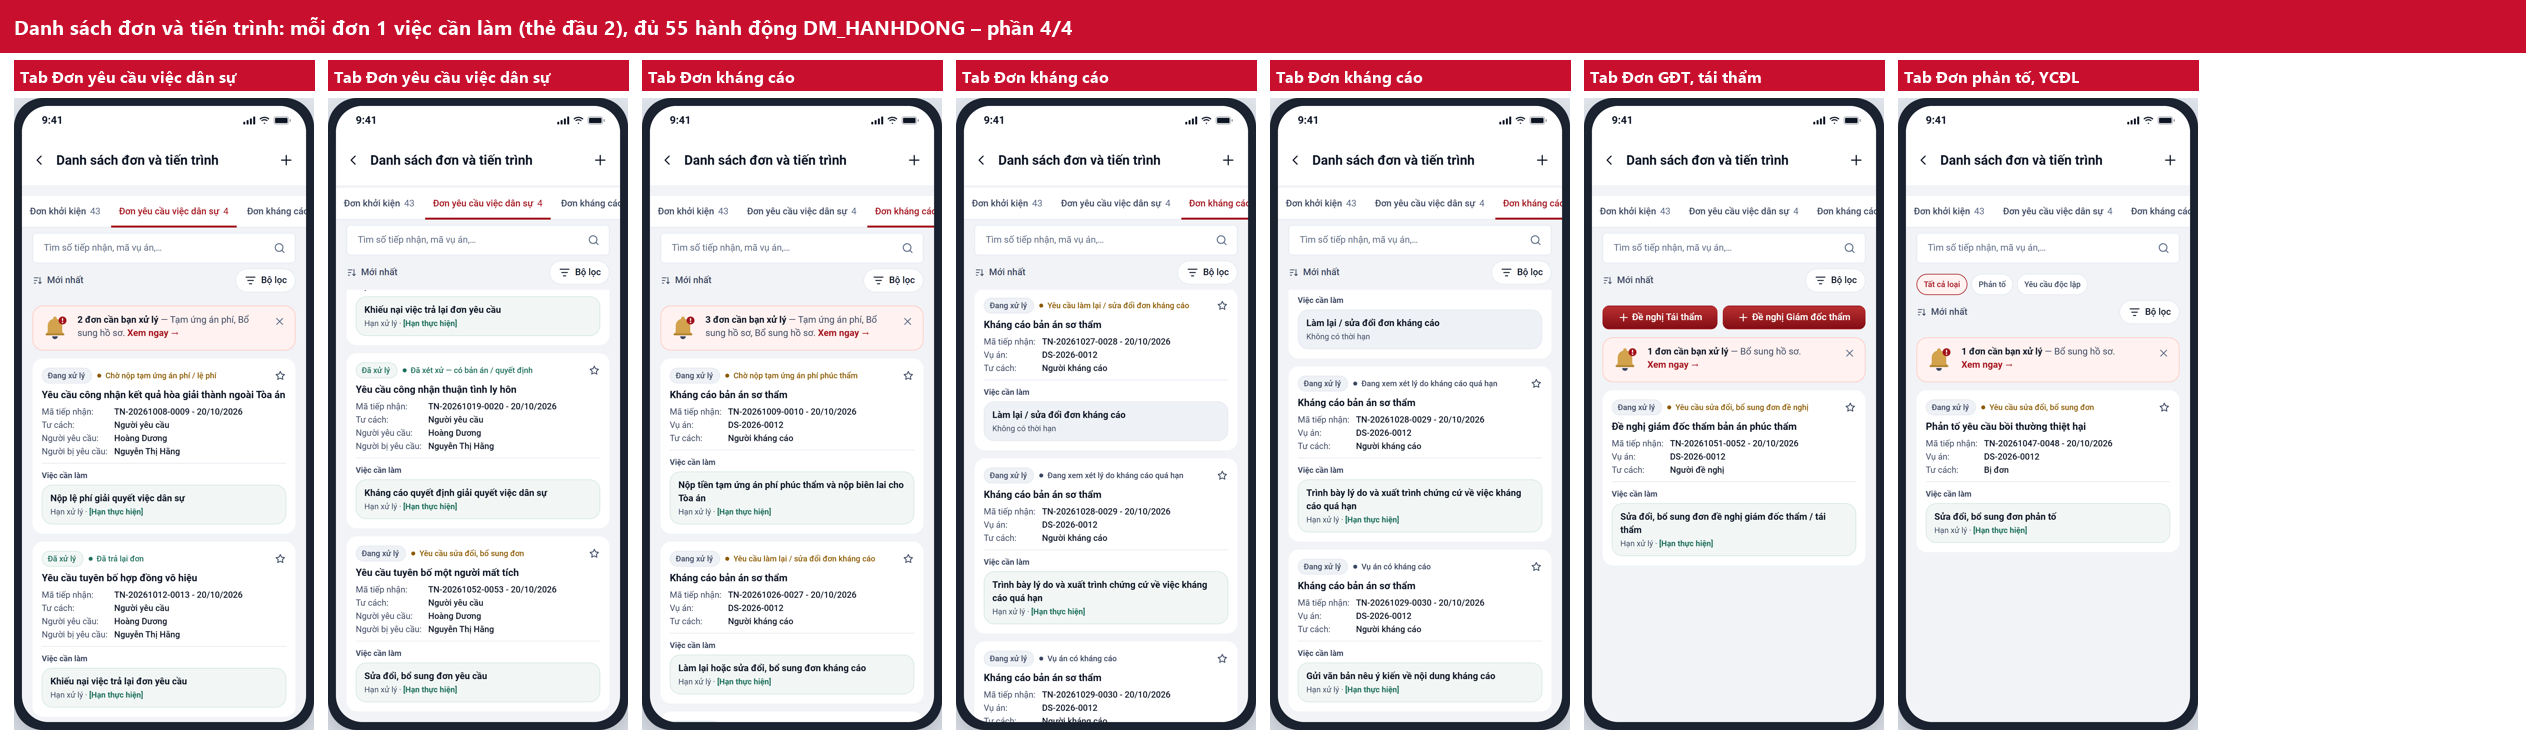 Danh sách đơn và tiến trình: mỗi đơn 1 việc cần làm (thẻ đầu 2), đủ 55 hành động DM_HANHDONG – phần 4/4
Tab Đơn yêu cầu việc dân sự
9:41
Danh sách đơn và tiến trình
Đơn khởi kiện 43 Đơn yêu cầu việc dân sự 4 Đơn kháng cáo
Tìm số tiếp nhận, mã vụ án,...
Mới nhất Bộ lọc
2 đơn cần bạn xử lý — Tạm ứng án phí, Bổ
sung hồ sơ. Xem ngay →
Đang xử lý • Chờ nộp tạm ứng án phí / lệ phí
Yêu cầu công nhận kết quả hòa giải thành ngoài Tòa án
Mã tiếp nhận: TN-20261008-0009 - 20/10/2026
Tư cách: Người yêu cầu
Người yêu cầu: Hoàng Dương
Người bị yêu cầu: Nguyễn Thị Hằng
Việc cần làm
Nộp lệ phí giải quyết việc dân sự
Hạn xử lý · [Hạn thực hiện]
Đã xử lý • Đã trả lại đơn
Yêu cầu tuyên bố hợp đồng vô hiệu
Mã tiếp nhận: TN-20261012-0013 - 20/10/2026
Tư cách: Người yêu cầu
Người yêu cầu: Hoàng Dương
Người bị yêu cầu: Nguyễn Thị Hằng
Việc cần làm
Khiếu nại việc trả lại đơn yêu cầu
Hạn xử lý · [Hạn thực hiện]
Tab Đơn yêu cầu việc dân sự
9:41
Danh sách đơn và tiến trình
Đơn khởi kiện 43 Đơn yêu cầu việc dân sự 4 Đơn kháng cáo
Tìm số tiếp nhận, mã vụ án,...
Mới nhất Bộ lọc
Khiếu nại việc trả lại đơn yêu cầu
Hạn xử lý · [Hạn thực hiện]
Đã xử lý • Đã xét xử — có bản án / quyết định
Yêu cầu công nhận thuận tình ly hôn
Mã tiếp nhận: TN-20261019-0020 - 20/10/2026
Tư cách: Người yêu cầu
Người yêu cầu: Hoàng Dương
Người bị yêu cầu: Nguyễn Thị Hằng
Việc cần làm
Kháng cáo quyết định giải quyết việc dân sự
Hạn xử lý · [Hạn thực hiện]
Đang xử lý • Yêu cầu sửa đổi, bổ sung đơn
Yêu cầu tuyên bố một người mất tích
Mã tiếp nhận: TN-20261052-0053 - 20/10/2026
Tư cách: Người yêu cầu
Người yêu cầu: Hoàng Dương
Người bị yêu cầu: Nguyễn Thị Hằng
Việc cần làm
Sửa đổi, bổ sung đơn yêu cầu
Hạn xử lý · [Hạn thực hiện]
Tab Đơn kháng cáo
9:41
Danh sách đơn và tiến trình
Đơn khởi kiện 43 Đơn yêu cầu việc dân sự 4 Đơn kháng cáo
Tìm số tiếp nhận, mã vụ án,...
Mới nhất Bộ lọc
3 đơn cần bạn xử lý — Tạm ứng án phí, Bổ
sung hồ sơ, Bổ sung hồ sơ. Xem ngay →
Đang xử lý • Chờ nộp tạm ứng án phí phúc thẩm
Kháng cáo bản án sơ thẩm
Mã tiếp nhận: TN-20261009-0010 - 20/10/2026
Vụ án: DS-2026-0012
Tư cách: Người kháng cáo
Việc cần làm
Nộp tiền tạm ứng án phí phúc thẩm và nộp biên lai cho
Tòa án
Hạn xử lý · [Hạn thực hiện]
Đang xử lý • Yêu cầu làm lại / sửa đổi đơn kháng cáo
Kháng cáo bản án sơ thẩm
Mã tiếp nhận: TN-20261026-0027 - 20/10/2026
Vụ án: DS-2026-0012
Tư cách: Người kháng cáo
Việc cần làm
Làm lại hoặc sửa đổi, bổ sung đơn kháng cáo
Hạn xử lý · [Hạn thực hiện]
Tab Đơn kháng cáo
9:41
Danh sách đơn và tiến trình
Đơn khởi kiện 43 Đơn yêu cầu việc dân sự 4 Đơn kháng cáo
Tìm số tiếp nhận, mã vụ án,...
Mới nhất Bộ lọc
Đang xử lý • Yêu cầu làm lại / sửa đổi đơn kháng cáo
Kháng cáo bản án sơ thẩm
Mã tiếp nhận: TN-20261027-0028 - 20/10/2026
Vụ án: DS-2026-0012
Tư cách: Người kháng cáo
Việc cần làm
Làm lại / sửa đổi đơn kháng cáo
Không có thời hạn
Đang xử lý • Đang xem xét lý do kháng cáo quá hạn
Kháng cáo bản án sơ thẩm
Mã tiếp nhận: TN-20261028-0029 - 20/10/2026
Vụ án: DS-2026-0012
Tư cách: Người kháng cáo
Việc cần làm
Trình bày lý do và xuất trình chứng cứ về việc kháng
cáo quá hạn
Hạn xử lý · [Hạn thực hiện]
Đang xử lý • Vụ án có kháng cáo
Kháng cáo bản án sơ thẩm
Mã tiếp nhận: TN-20261029-0030 - 20/10/2026
Vụ án: DS-2026-0012
Tư cách: Người kháng cáo
Tab Đơn kháng cáo
9:41
Danh sách đơn và tiến trình
Đơn khởi kiện 43 Đơn yêu cầu việc dân sự 4 Đơn kháng cáo
Tìm số tiếp nhận, mã vụ án,...
Mới nhất Bộ lọc
Việc cần làm
Làm lại / sửa đổi đơn kháng cáo
Không có thời hạn
Đang xử lý • Đang xem xét lý do kháng cáo quá hạn
Kháng cáo bản án sơ thẩm
Mã tiếp nhận: TN-20261028-0029 - 20/10/2026
Vụ án: DS-2026-0012
Tư cách: Người kháng cáo
Việc cần làm
Trình bày lý do và xuất trình chứng cứ về việc kháng
cáo quá hạn
Hạn xử lý · [Hạn thực hiện]
Đang xử lý • Vụ án có kháng cáo
Kháng cáo bản án sơ thẩm
Mã tiếp nhận: TN-20261029-0030 - 20/10/2026
Vụ án: DS-2026-0012
Tư cách: Người kháng cáo
Việc cần làm
Gửi văn bản nêu ý kiến về nội dung kháng cáo
Hạn xử lý · [Hạn thực hiện]
Tab Đơn GĐT, tái thẩm
9:41
Danh sách đơn và tiến trình
Đơn khởi kiện 43 Đơn yêu cầu việc dân sự 4 Đơn kháng cáo
Tìm số tiếp nhận, mã vụ án,...
Mới nhất Bộ lọc
+ Đề nghị Tái thẩm + Đề nghị Giám đốc thẩm
1 đơn cần bạn xử lý — Bổ sung hồ sơ.
Xem ngay →
Đang xử lý • Yêu cầu sửa đổi, bổ sung đơn đề nghị
Đề nghị giám đốc thẩm bản án phúc thẩm
Mã tiếp nhận: TN-20261051-0052 - 20/10/2026
Vụ án: DS-2026-0012
Tư cách: Người đề nghị
Việc cần làm
Sửa đổi, bổ sung đơn đề nghị giám đốc thẩm / tái
thẩm
Hạn xử lý · [Hạn thực hiện]
Tab Đơn phản tố, YCĐL
9:41
Danh sách đơn và tiến trình
Đơn khởi kiện 43 Đơn yêu cầu việc dân sự 4 Đơn kháng cáo
Tìm số tiếp nhận, mã vụ án,...
Tất cả loại Phản tố Yêu cầu độc lập
Mới nhất Bộ lọc
1 đơn cần bạn xử lý — Bổ sung hồ sơ.
Xem ngay →
Đang xử lý • Yêu cầu sửa đổi, bổ sung đơn
Phản tố yêu cầu bồi thường thiệt hại
Mã tiếp nhận: TN-20261047-0048 - 20/10/2026
Vụ án: DS-2026-0012
Tư cách: Bị đơn
Việc cần làm
Sửa đổi, bổ sung đơn phản tố
Hạn xử lý · [Hạn thực hiện]